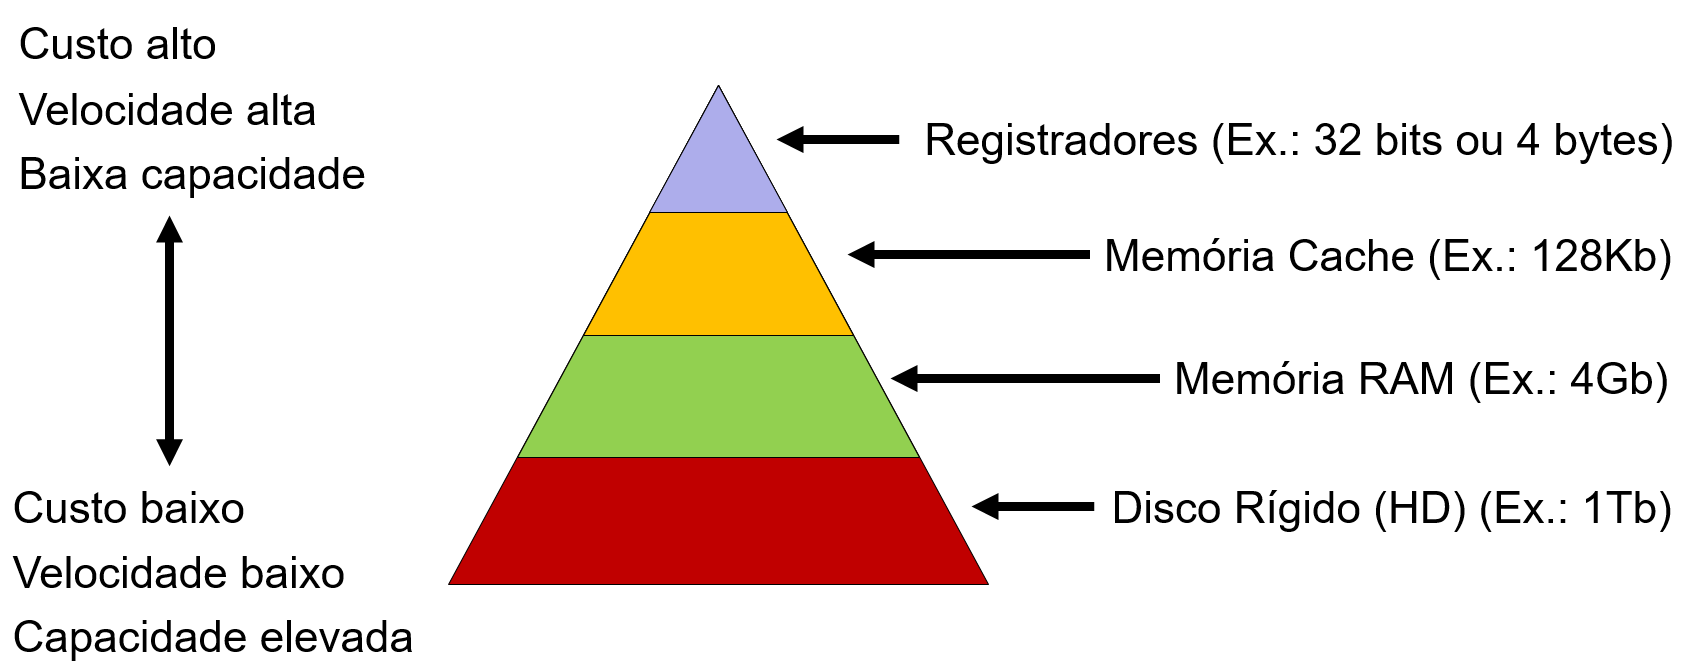 Custo alto
Velocidade alta
Baixa capacidade
Registradores (Ex.: 32 bits ou 4 bytes)
Memória Cache (Ex.: 128Kb)
Memória RAM (Ex.: 4Gb)
Disco Rígido (HD) (Ex.: 1Tb)
Custo baixo
Velocidade baixo
Capacidade elevada